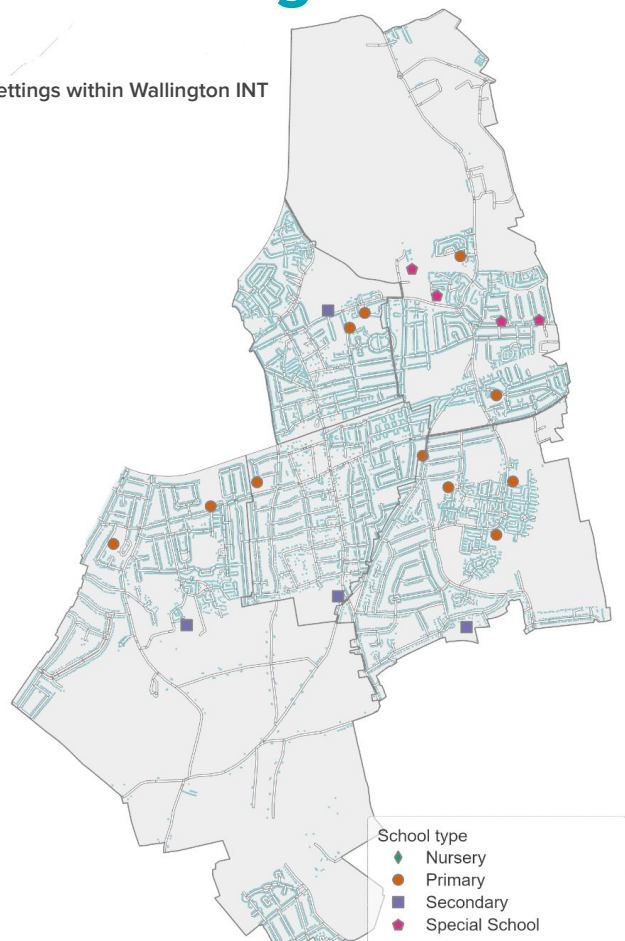 ettings within Wallington INT
School type
Nursery
Primary
Secondary
Special School